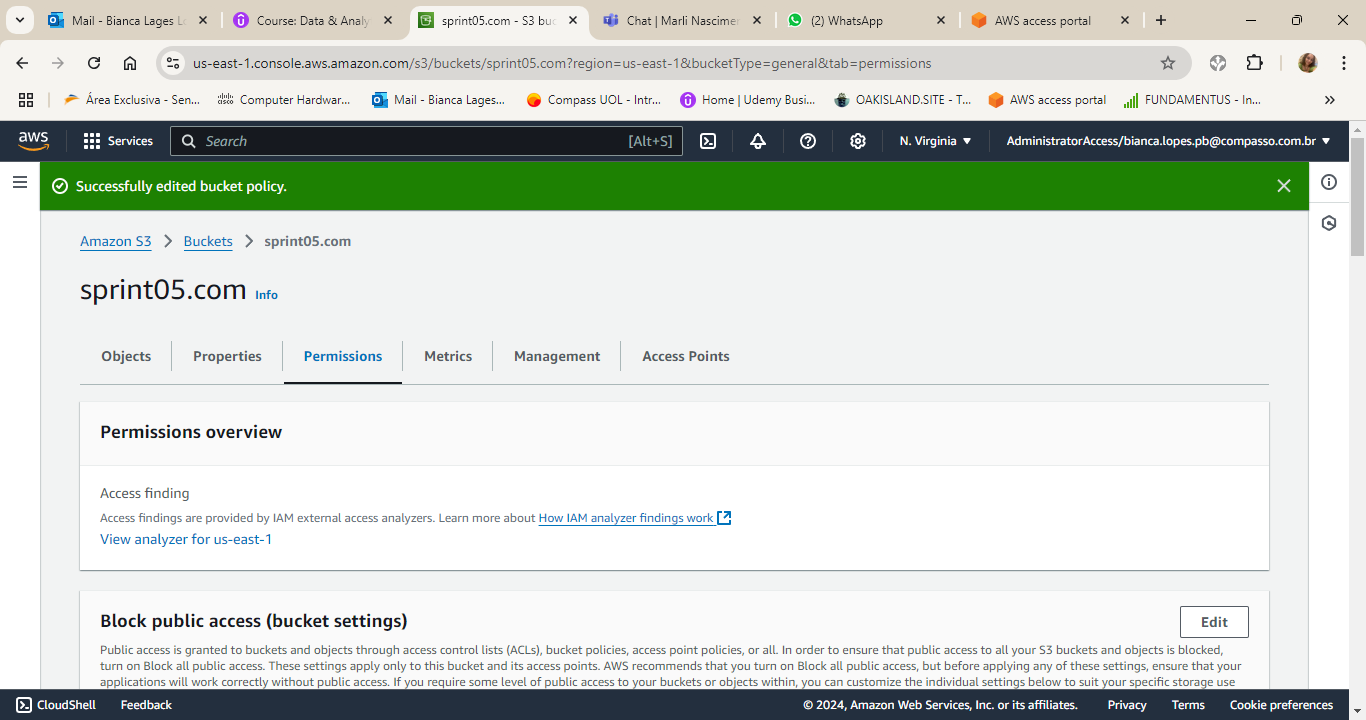 Mail - Bianca Lages Lo
Course: Data & Analy
sprint05.com - S3 buc
Chat | Marli Nascimen
(2) WhatsApp
AWS access portal
us-east-1.console.aws.amazon.com/s3/buckets/sprint05.com?region=us-east-1&bucketType=general&tab=permissions
Área Exclusiva - Sen...
Computer Hardwar...
Mail - Bianca Lages...
Compass UOL - Intr...
Home | Udemy Busi...
OAKISLAND.SITE - T...
AWS access portal
FUNDAMENTUS - In...
aws
Services
Search
[Alt+S]
N. Virginia
AdministratorAccess/bianca.lopes.pb@compasso.com.br
Successfully edited bucket policy.
Amazon S3
Buckets
sprint05.com
sprint05.com Info
Objects
Properties
Permissions
Metrics
Management
Access Points
Permissions overview
Access finding
Access findings are provided by IAM external access analyzers. Learn more about How IAM analyzer findings work
View analyzer for us-east-1
Block public access (bucket settings)
Edit
Public access is granted to buckets and objects through access control lists (ACLs), bucket policies, access point policies, or all. In order to ensure that public access to all your S3 buckets and objects is blocked,
turn on Block all public access. These settings apply only to this bucket and its access points. AWS recommends that you turn on Block all public access, but before applying any of these settings, ensure that your
applications will work correctly without public access. If you require some level of public access to your buckets or objects within, you can customize the individual settings below to suit your specific storage use
CloudShell
Feedback
© 2024, Amazon Web Services, Inc. or its affiliates.
Privacy
Terms
Cookie preferences